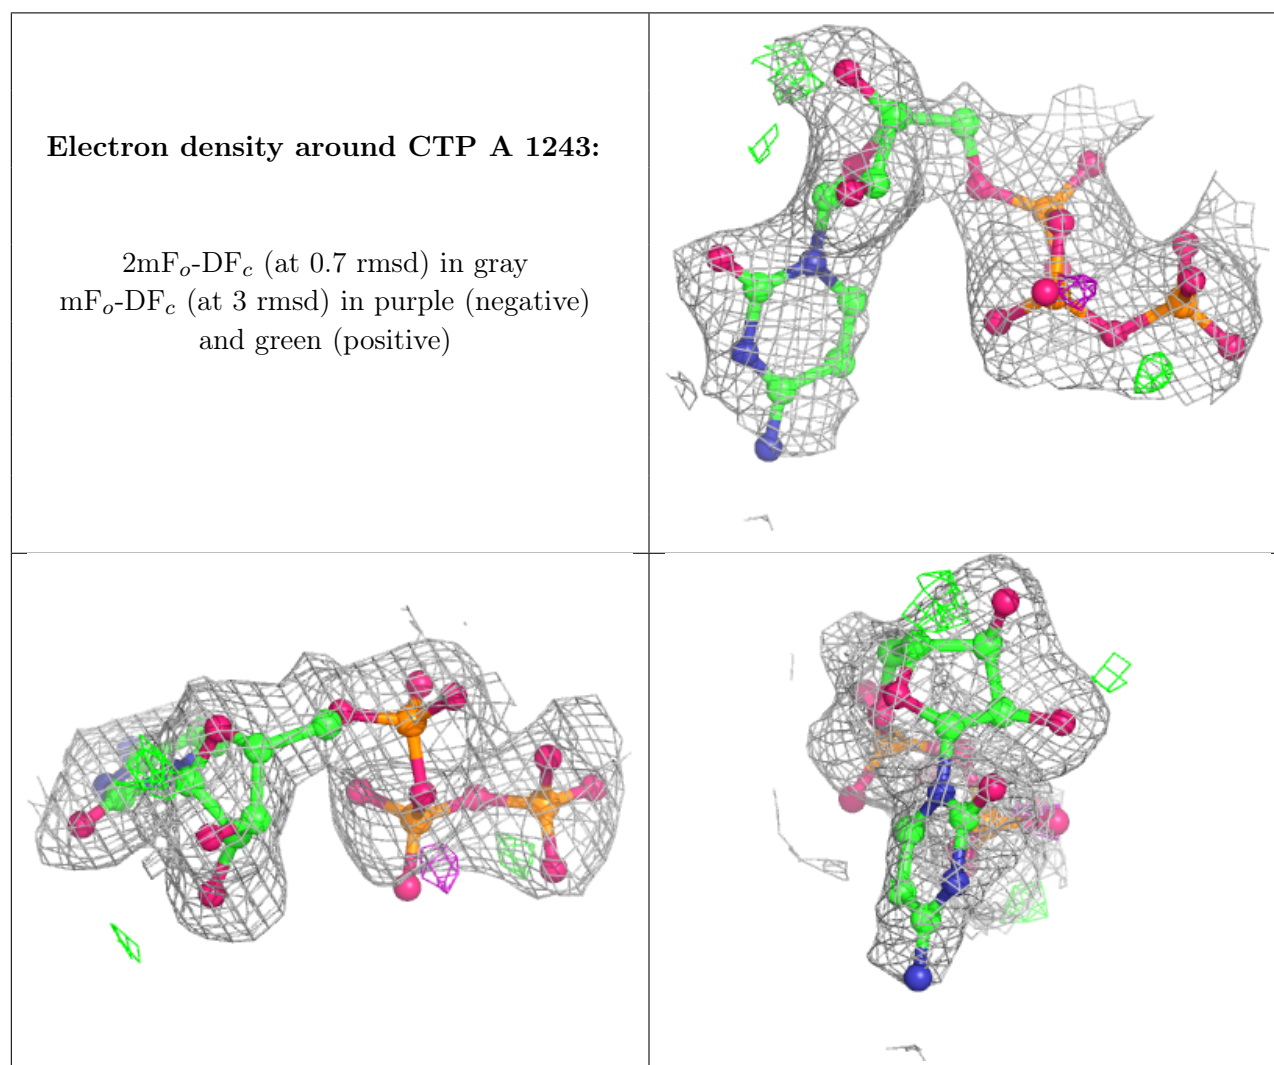 Electron density around CTP A 1243:
2mFo-DFc (at 0.7 rmsd) in gray
mFo-DFc (at 3 rmsd) in purple (negative)
and green (positive)